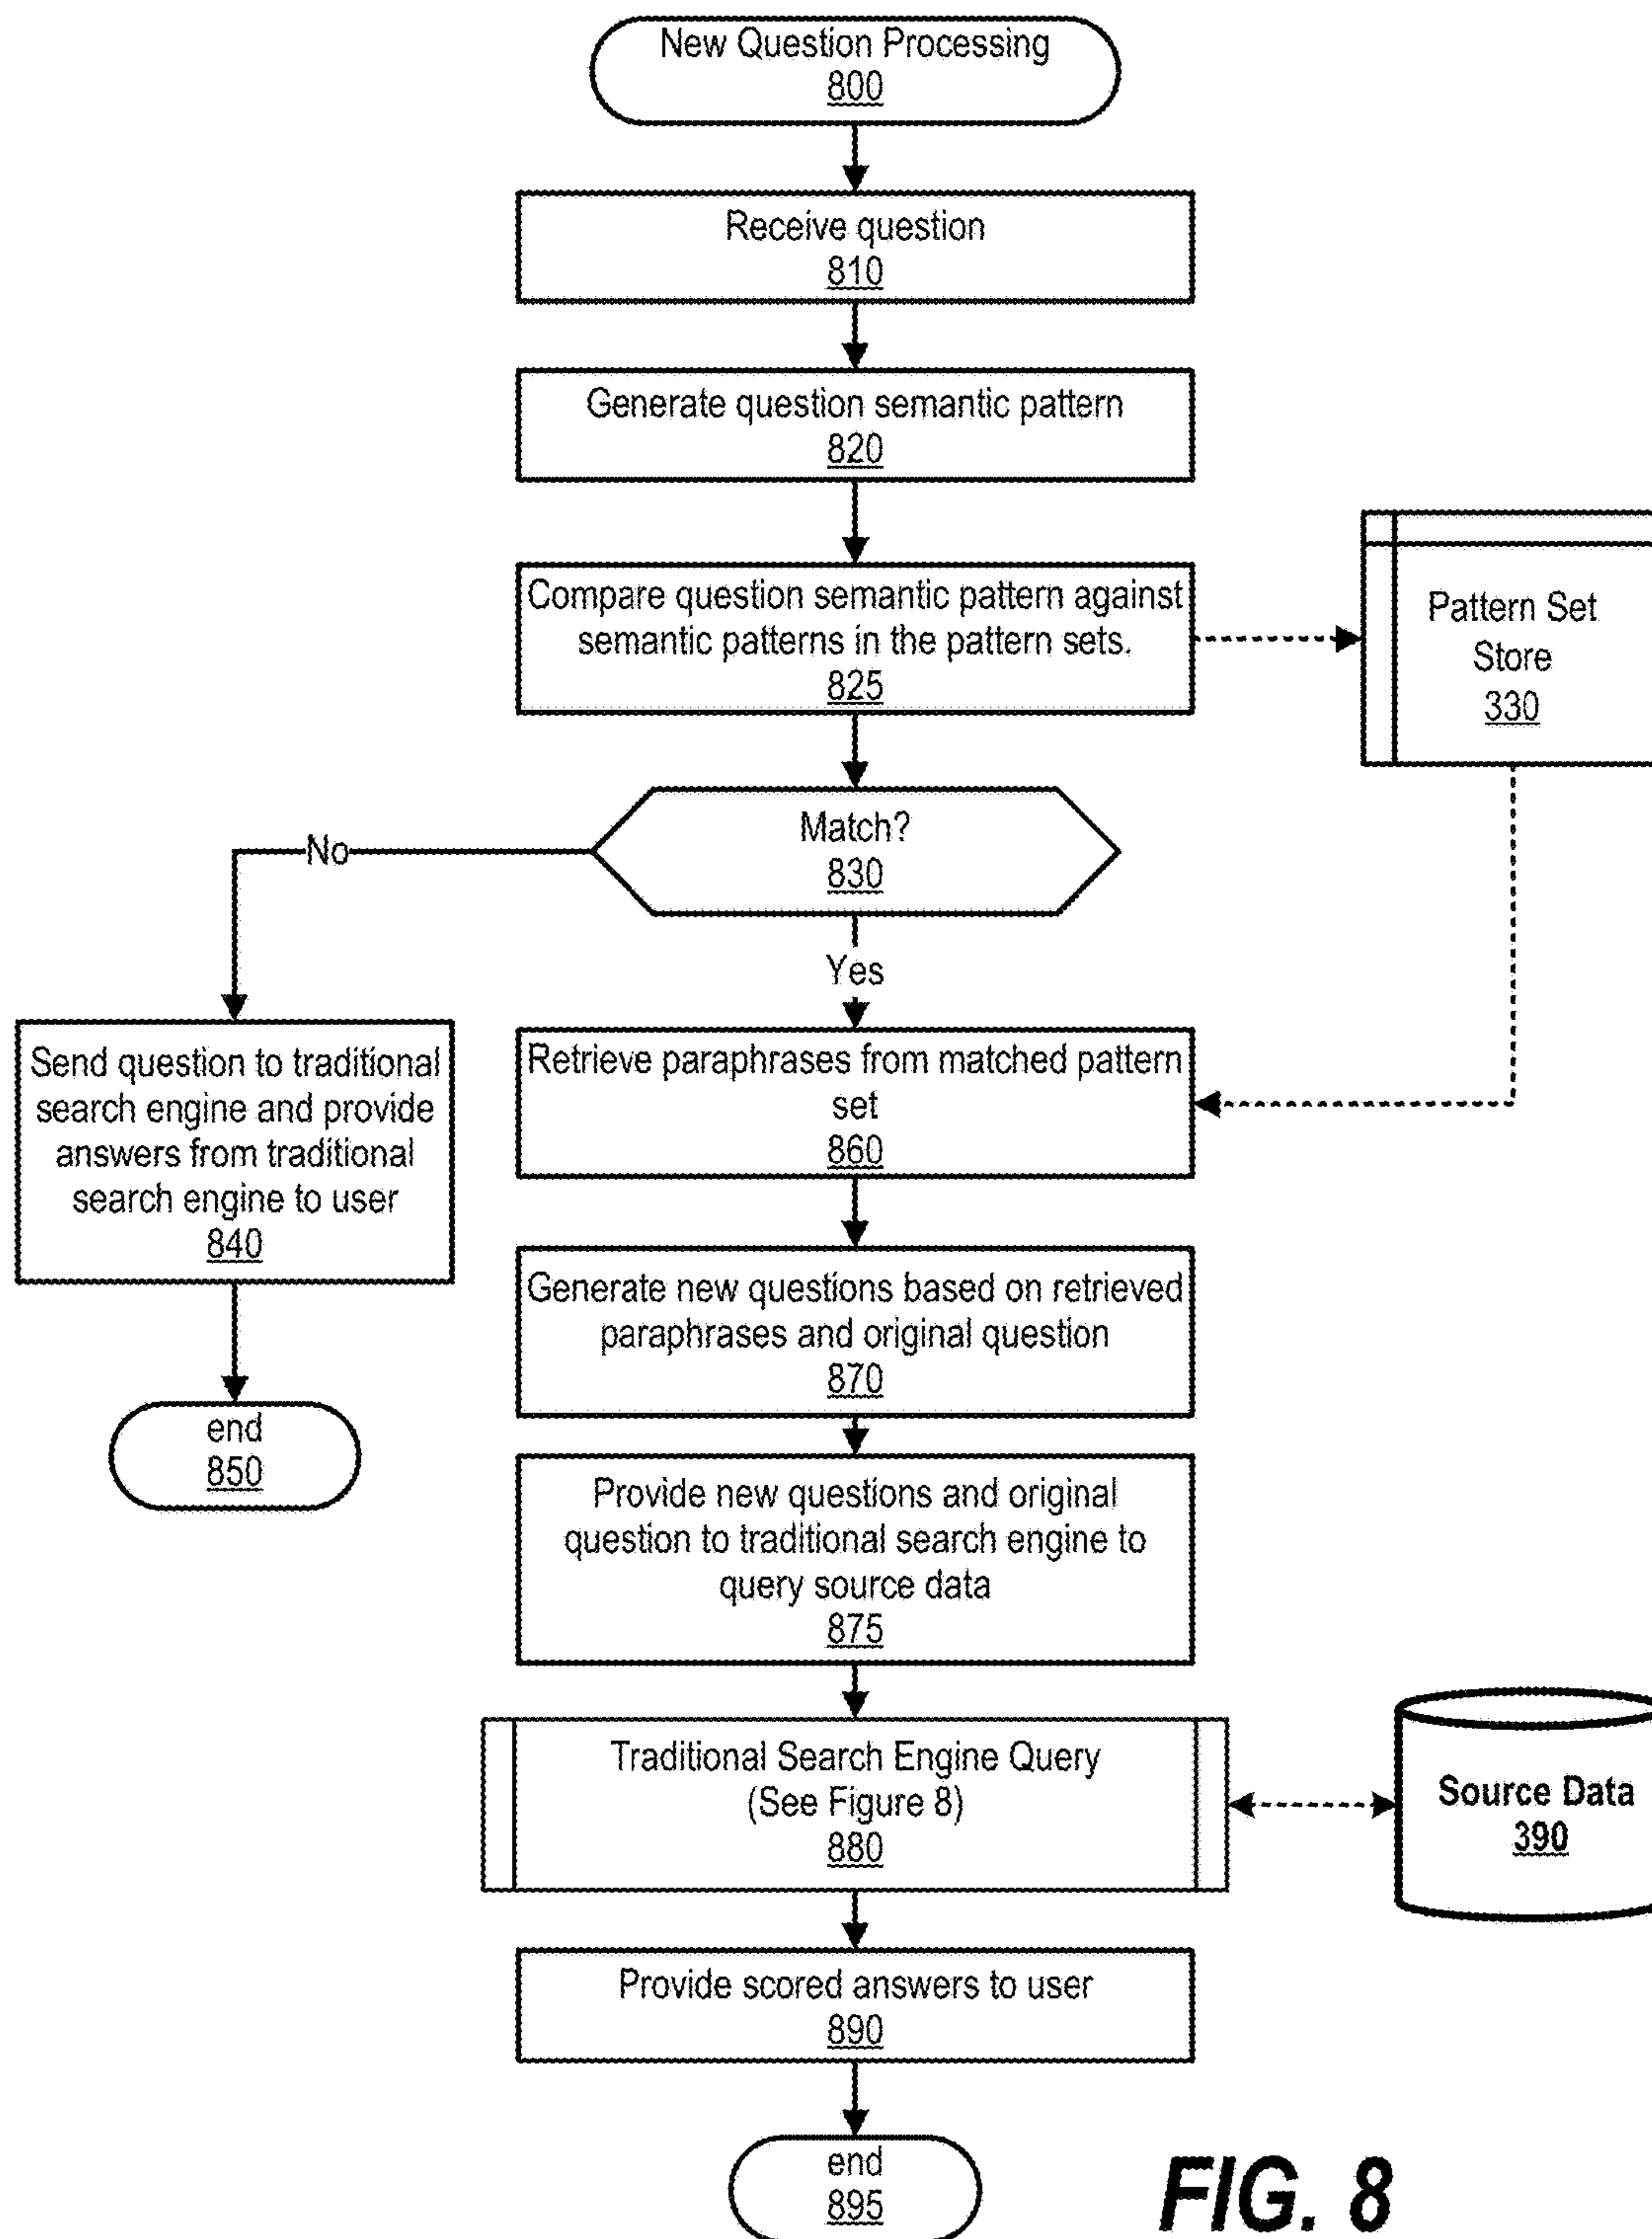 New Question Processing
800
Receive question
810
Generate question semantic pattern
820
Compare question semantic pattern against
semantic patterns in the pattern sets.
825
Pattern Set
Store
330
Match?
830
No
Yes
Send question to traditional
search engine and provide
answers from traditional
search engine to user
840
end
850
Retrieve paraphrases from matched pattern
set
860
Generate new questions based on retrieved
paraphrases and original question
870
Provide new questions and original
question to traditional search engine to
query source data
875
Traditional Search Engine Query
(See Figure 8)
880
Source Data
390
Provide scored answers to user
890
end
895
FIG. 8